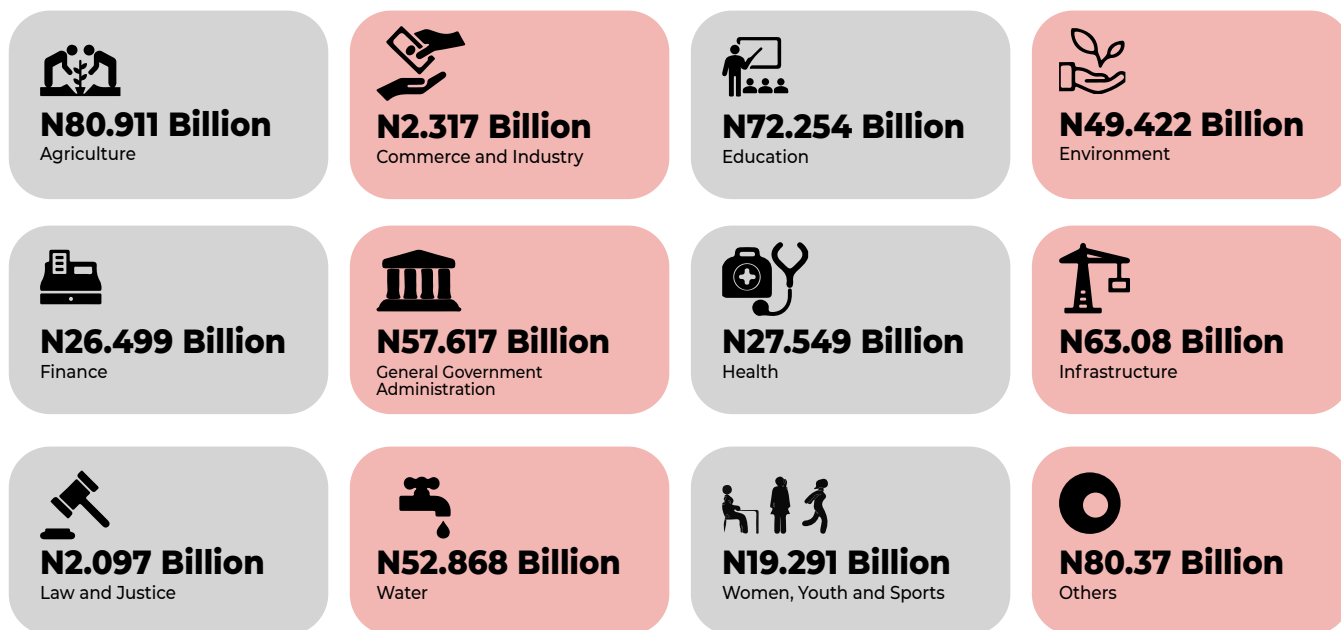 N80.911 Billion
Agriculture
N2.317 Billion
Commerce and Industry
N72.254 Billion
Education
N49.422 Billion
Environment
N26.499 Billion
Finance
N57.617 Billion
General Government
Administration
N27.549 Billion
Health
N63.08 Billion
Infrastructure
N2.097 Billion
Law and Justice
N52.868 Billion
Water
N19.291 Billion
Women, Youth and Sports
N80.37 Billion
Others